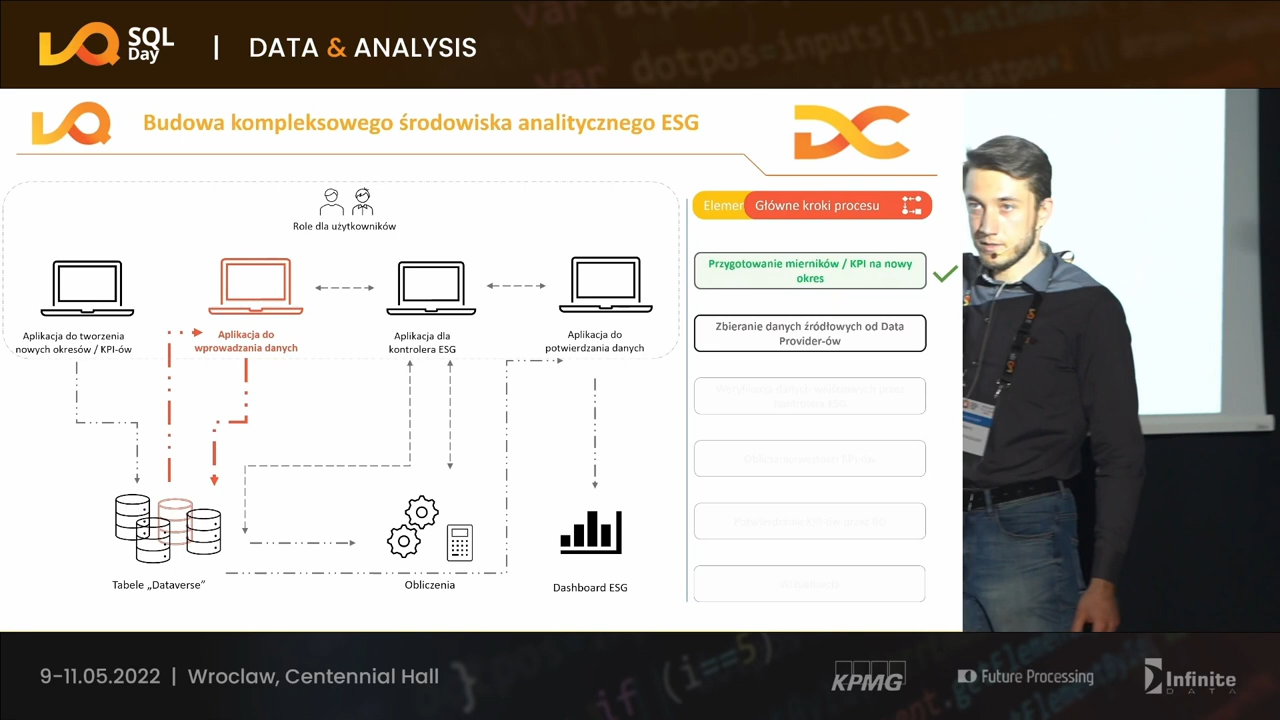 SQL
Day
| DATA & ANALYSIS
Budowa kompleksowego środowiska analitycznego ESG
Role dla użytkowników
Elemen
Główne kroki procesu
Przygotowanie mierników / KPI na nowy
okres
Zbieranie danych źródłowych od Data
Provider-ów
Aplikacja do tworzenia
nowych okresów / KPI-ów
Aplikacja do
wprowadzania danych
Aplikacja dla
kontrolera ESG
Aplikacja do
potwierdzania danych
Tabele „Dataverse”
Obliczenia
Dashboard ESG
9-11.05.2022 | Wroclaw, Centennial Hall
KPMG
Future Processing
Infinite
DATA